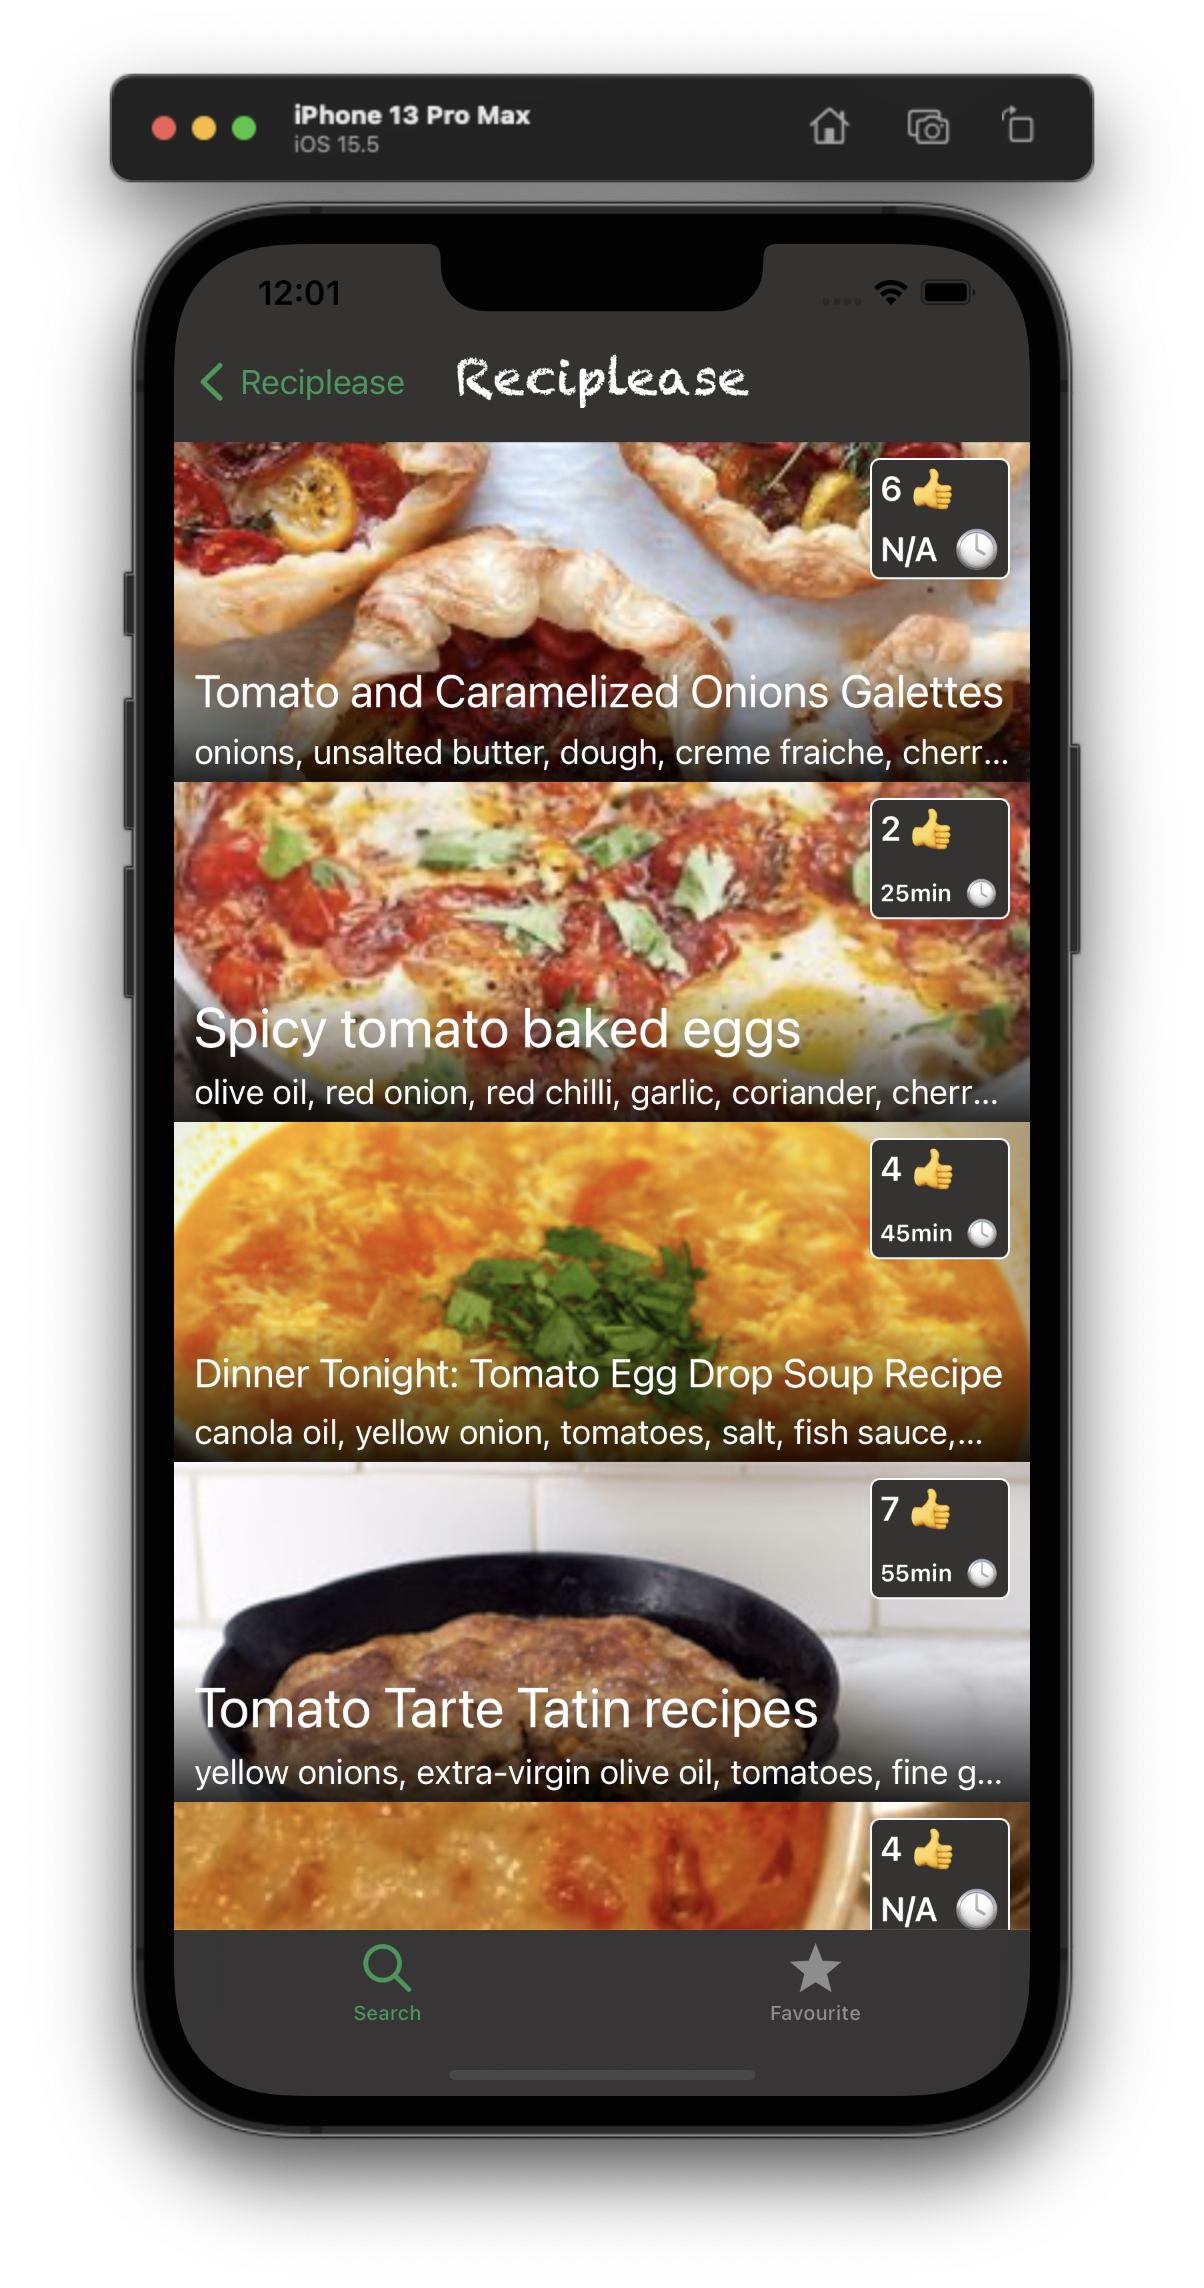 iPhone 13 Pro Max
iOS 15.5
12:01
Reciplease
Reciplease
6 👍
N/A 🕓
Tomato and Caramelized Onions Galettes
onions, unsalted butter, dough, creme fraiche, cherr...
2 👍
25min 🕓
Spicy tomato baked eggs
olive oil, red onion, red chilli, garlic, coriander, cherr...
4 👍
45min 🕓
Dinner Tonight: Tomato Egg Drop Soup Recipe
canola oil, yellow onion, tomatoes, salt, fish sauce,...
7 👍
55min 🕓
Tomato Tarte Tatin recipes
yellow onions, extra-virgin olive oil, tomatoes, fine g...
4 👍
N/A 🕓
Search
Favourite